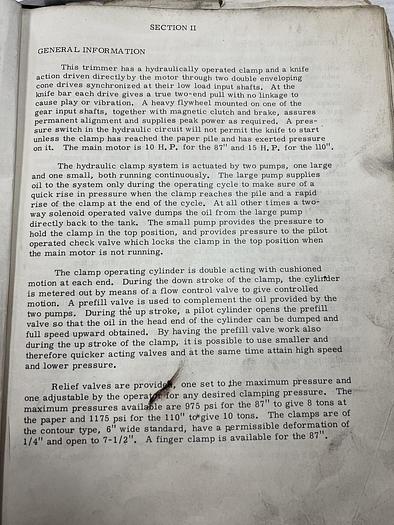 SECTION II
GENERAL INFORMATION
This trimmer has a hydraulically operated clamp and a knife
action driven directly by the motor through two double enveloping
cone drives synchronized at their low load input shafts. At the
knife bar each drive gives a true two-end pull with no linkage to
cause play or vibration. A heavy flywheel mounted on one of the
gear input shafts, together with magnetic clutch and brake, assures
permanent alignment and supplies peak power as required. A pres-
sure switch in the hydraulic circuit will not permit the knife to start
unless the clamp has reached the paper pile and has exerted pressure
on it. The main motor is 10 H.P. for the 87" and 15 H.P. for the 110".
The hydraulic clamp system is actuated by two pumps, one large
and one small, both running continuously. The large pump supplies
oil to the system only during the operating cycle to make sure of a
quick rise in pressure when the clamp reaches the pile and a rapid
rise of the clamp at the end of the cycle. At all other times a two-
way solenoid operated valve dumps the oil from the large pump
directly back to the tank. The small pump provides the pressure to
hold the clamp in the top position, and provides pressure to the pilot
operated check valve which locks the clamp in the top position when
the main motor is not running.
The clamp operating cylinder is double acting with cushioned
motion at each end. During the down stroke of the clamp, the cylinder
is metered out by means of a flow control valve to give controlled
motion. A prefill valve is used to complement the oil provided by the
two pumps. During the up stroke, a pilot cylinder opens the prefill
valve so that the oil in the head end of the cylinder can be dumped and
full speed upward obtained. By having the prefill valve work also
during the up stroke of the clamp, it is possible to use smaller and
therefore quicker acting valves and at the same time attain high speed
and lower pressure.
Relief valves are provided, one set to the maximum pressure and
one adjustable by the operator for any desired clamping pressure. The
maximum pressures available are 975 psi for the 87" to give 8 tons at
the paper and 1175 psi for the 110" to give 10 tons. The clamps are of
the contour type, 6" wide standard, have a permissible deformation of
1/4" and open to 7-1/2". A finger clamp is available for the 87".